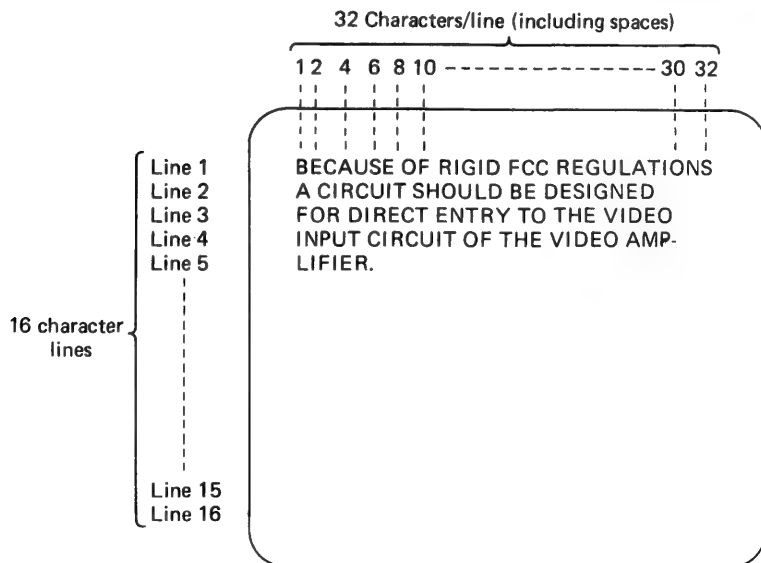 32 Characters/line (including spaces)
1 2 4 6 8 10 30 32
Line 1 BECAUSE OF RIGID FCC REGULATIONS
Line 2 A CIRCUIT SHOULD BE DESIGNED
Line 3 FOR DIRECT ENTRY TO THE VIDEO
Line 4 INPUT CIRCUIT OF THE VIDEO AMP-
Line 5 LIFIER.
16 character
lines
Line 15
Line 16